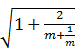 √(1 + 2/(m + 1/m))